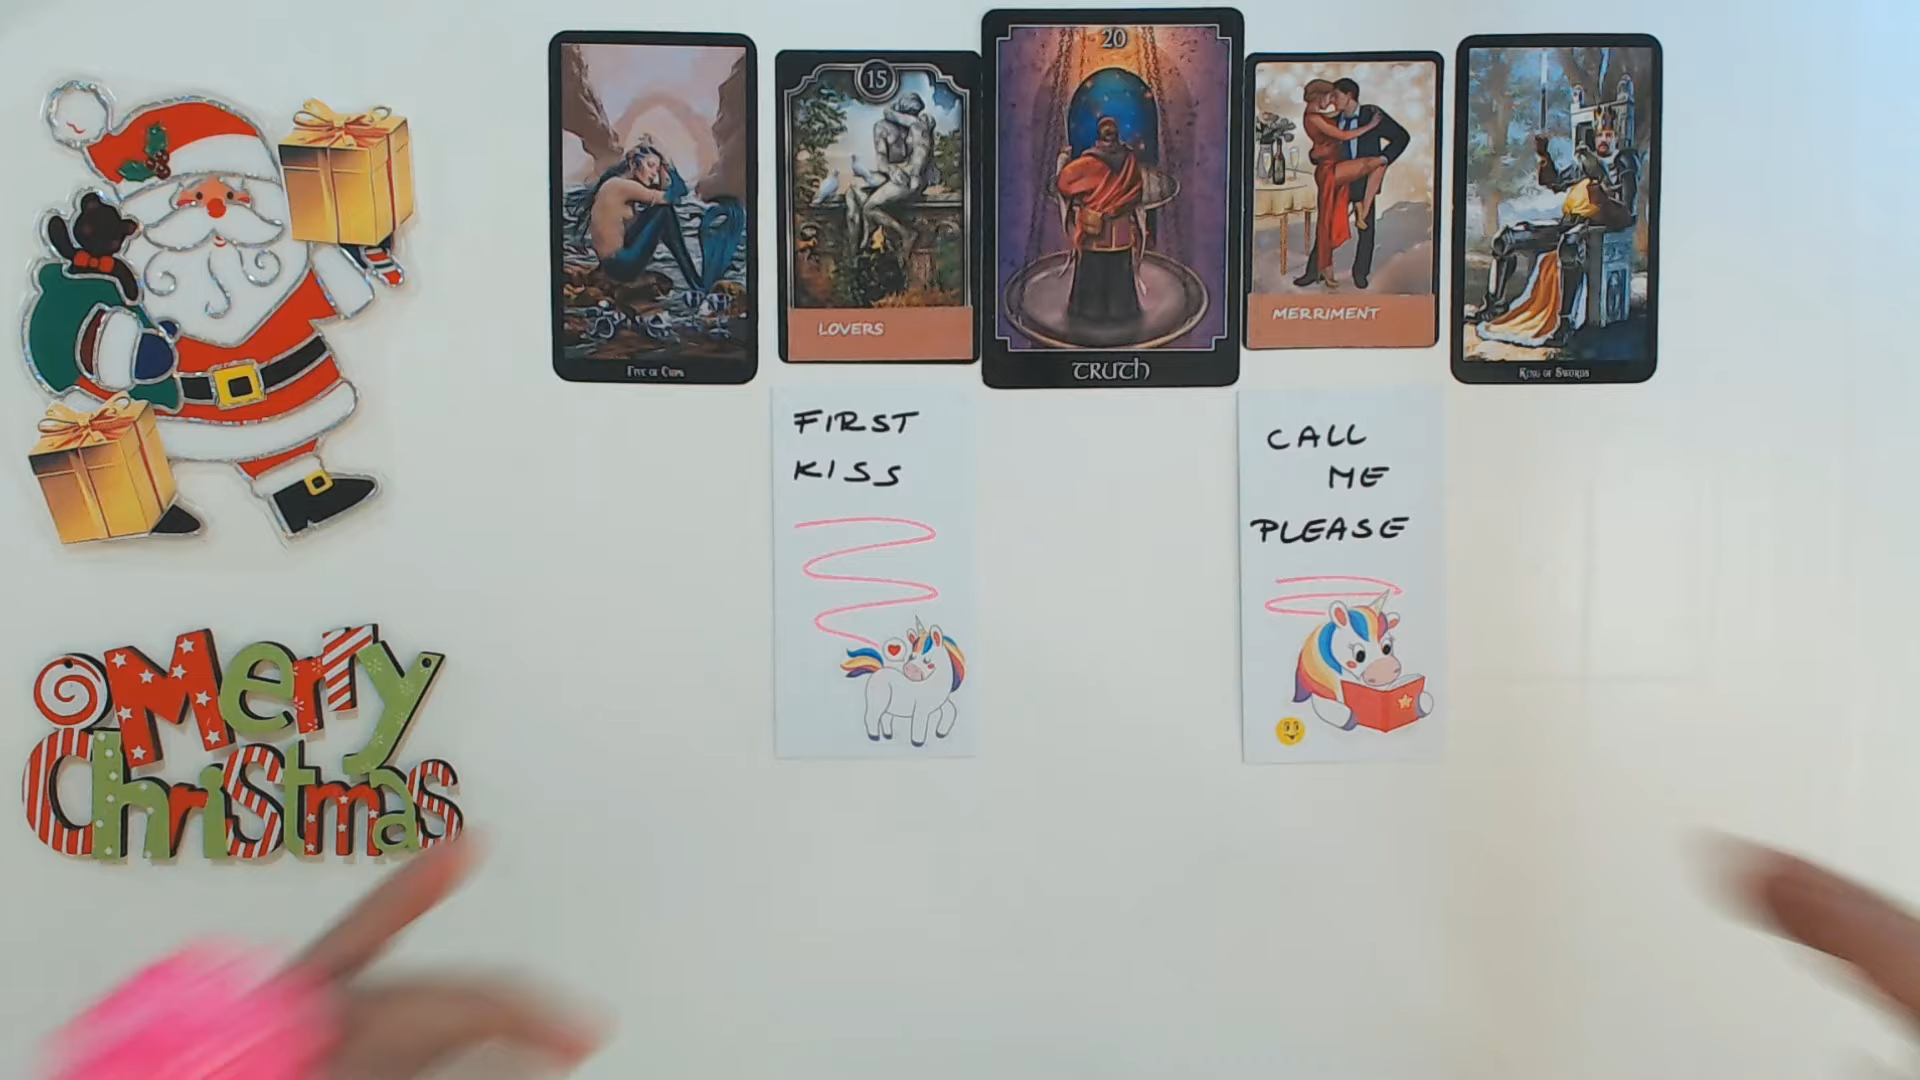 Merry
Christmas
FIVE OF CUPS
15
LOVERS
20
TRUTH
MERRIMENT
KING OF SWORDS
FIRST
KISS
CALL
ME
PLEASE